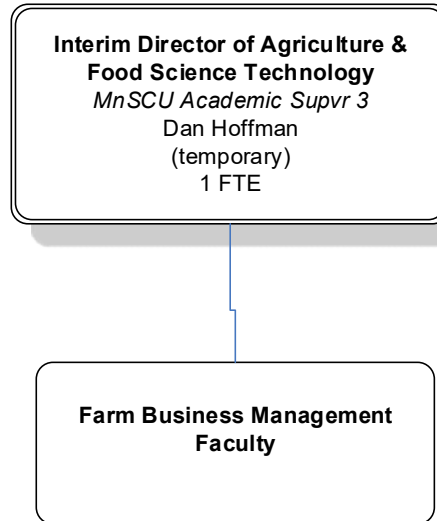 Interim Director of Agriculture &
Food Science Technology
MnSCU Academic Supvr 3
Dan Hoffman
(temporary)
1 FTE
Farm Business Management
Faculty